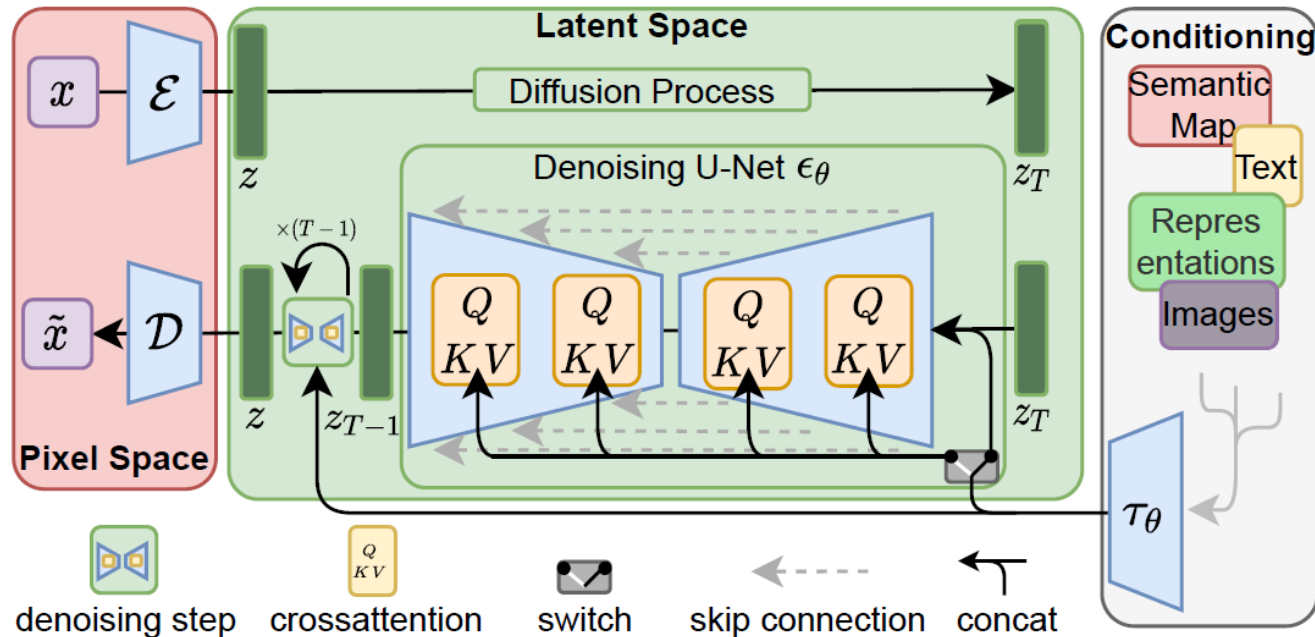 Latent Space
Conditioning
x
ℰ
Diffusion Process
Semantic
Map
z
Denoising U-Net ϵ_θ
z_T
Text
×(T − 1)
Repres
entations
Images
x̃
𝒟
Q
K V
Q
K V
Q
K V
Q
K V
z
z_{T−1}
z_T
Pixel Space
τ_θ
Q
K V
denoising step
crossattention
switch
skip connection
concat